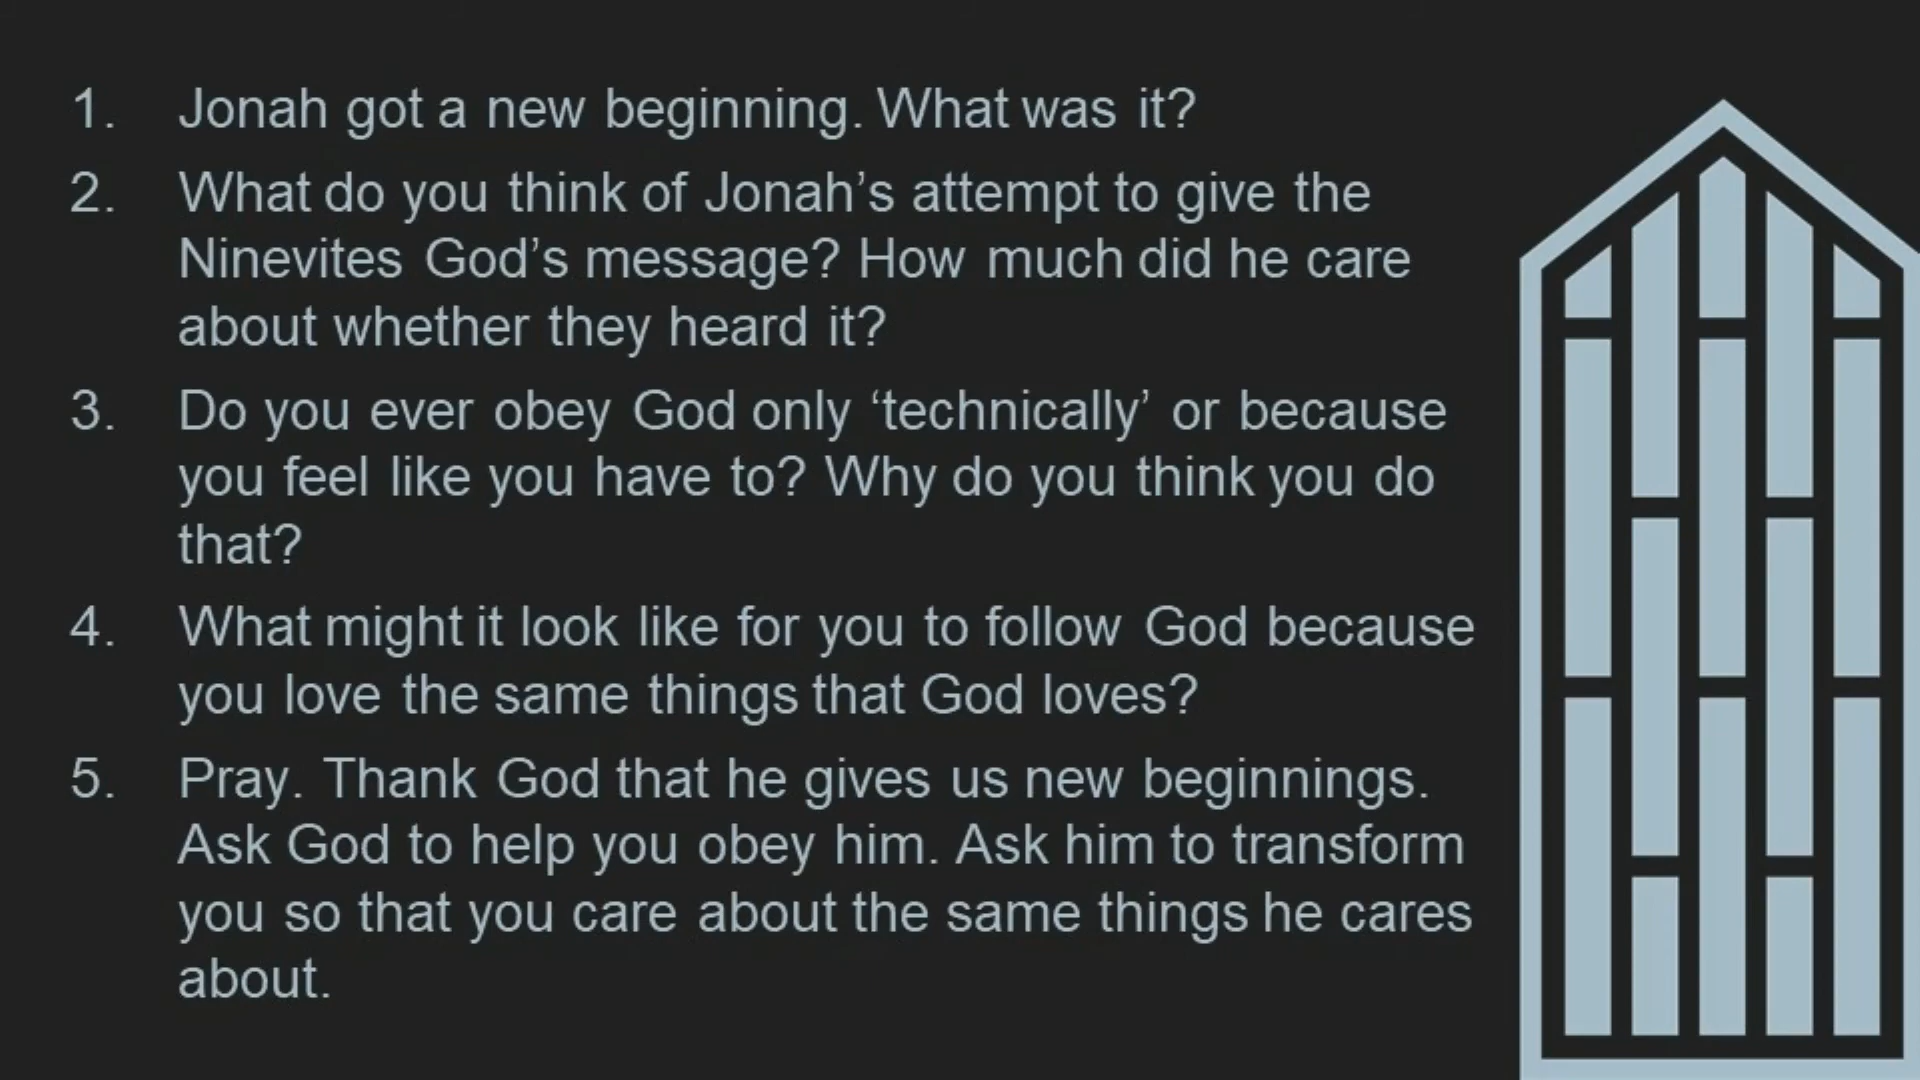 1. Jonah got a new beginning. What was it?
2. What do you think of Jonah’s attempt to give the
Ninevites God’s message? How much did he care
about whether they heard it?
3. Do you ever obey God only ‘technically’ or because
you feel like you have to? Why do you think you do
that?
4. What might it look like for you to follow God because
you love the same things that God loves?
5. Pray. Thank God that he gives us new beginnings.
Ask God to help you obey him. Ask him to transform
you so that you care about the same things he cares
about.